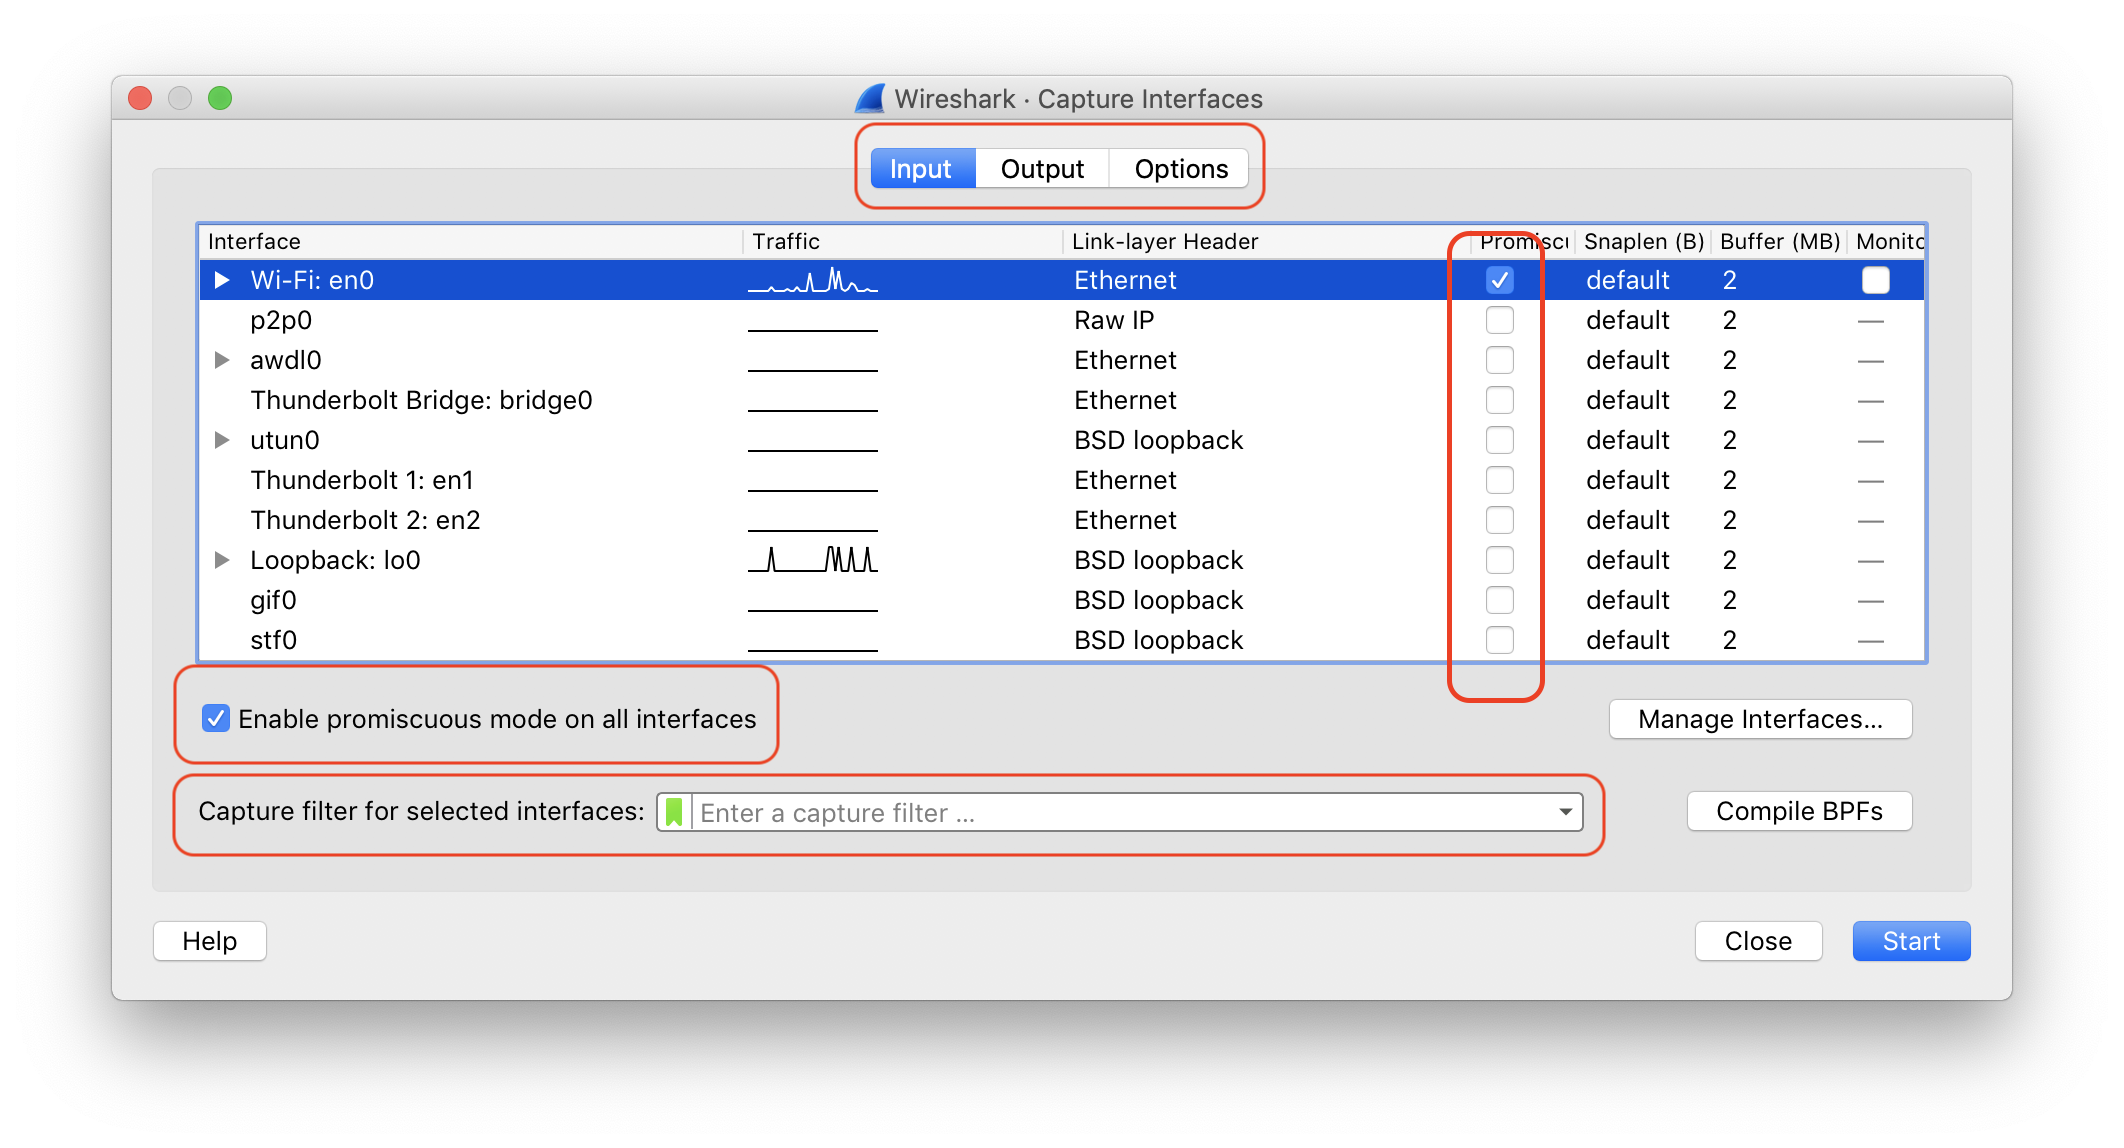 Wireshark · Capture Interfaces
Input Output Options
Interface Traffic Link-layer Header Promiscu Snaplen (B) Buffer (MB) Monito
Wi-Fi: en0 Ethernet default 2
p2p0 Raw IP default 2 —
awdl0 Ethernet default 2 —
Thunderbolt Bridge: bridge0 Ethernet default 2 —
utun0 BSD loopback default 2 —
Thunderbolt 1: en1 Ethernet default 2 —
Thunderbolt 2: en2 Ethernet default 2 —
Loopback: lo0 BSD loopback default 2 —
gif0 BSD loopback default 2 —
stf0 BSD loopback default 2 —
Enable promiscuous mode on all interfaces Manage Interfaces...
Capture filter for selected interfaces: Enter a capture filter ... Compile BPFs
Help Close Start